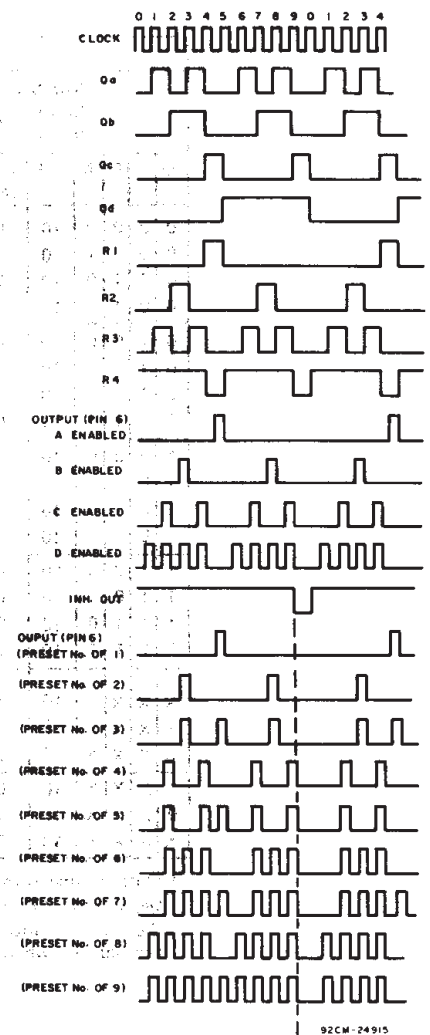 0 1 2 3 4 5 6 7 8 9 0 1 2 3 4
CLOCK
Qa
Qb
Qc
Qd
R1
R2
R3
R4
OUTPUT (PIN 6)
A ENABLED
B ENABLED
C ENABLED
D ENABLED
INH. OUT
OUPUT (PIN 6)
(PRESET No. OF 1)
(PRESET No. OF 2)
(PRESET No. OF 3)
(PRESET No. OF 4)
(PRESET No. OF 5)
(PRESET No. OF 6)
(PRESET No. OF 7)
(PRESET No. OF 8)
(PRESET No. OF 9)
92CM-24915